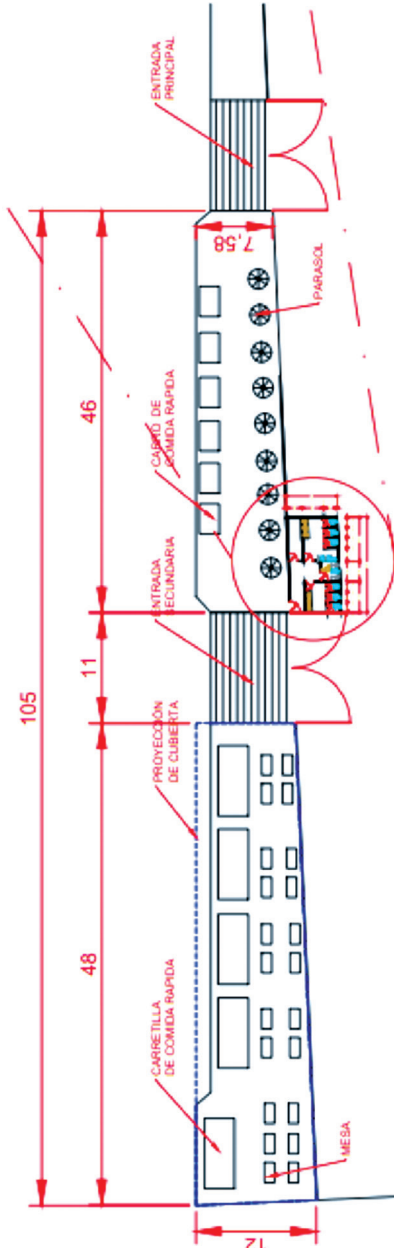 105
48
11
46
7,58
12
CARRETILLA
DE COMIDA RAPIDA
PROYECCIÓN
DE CUBIERTA
ENTRADA
SECUNDARIA
CARRO DE
COMIDA RAPIDA
ENTRADA
PRINCIPAL
MESA
PARASOL